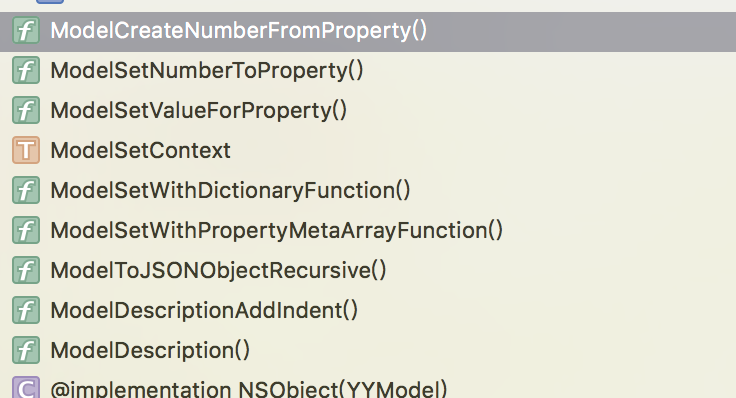 f ModelCreateNumberFromProperty()
f ModelSetNumberToProperty()
f ModelSetValueForProperty()
T ModelSetContext
f ModelSetWithDictionaryFunction()
f ModelSetWithPropertyMetaArrayFunction()
f ModelToJSONObjectRecursive()
f ModelDescriptionAddIndent()
f ModelDescription()
C @implementation NSObject(YYModel)